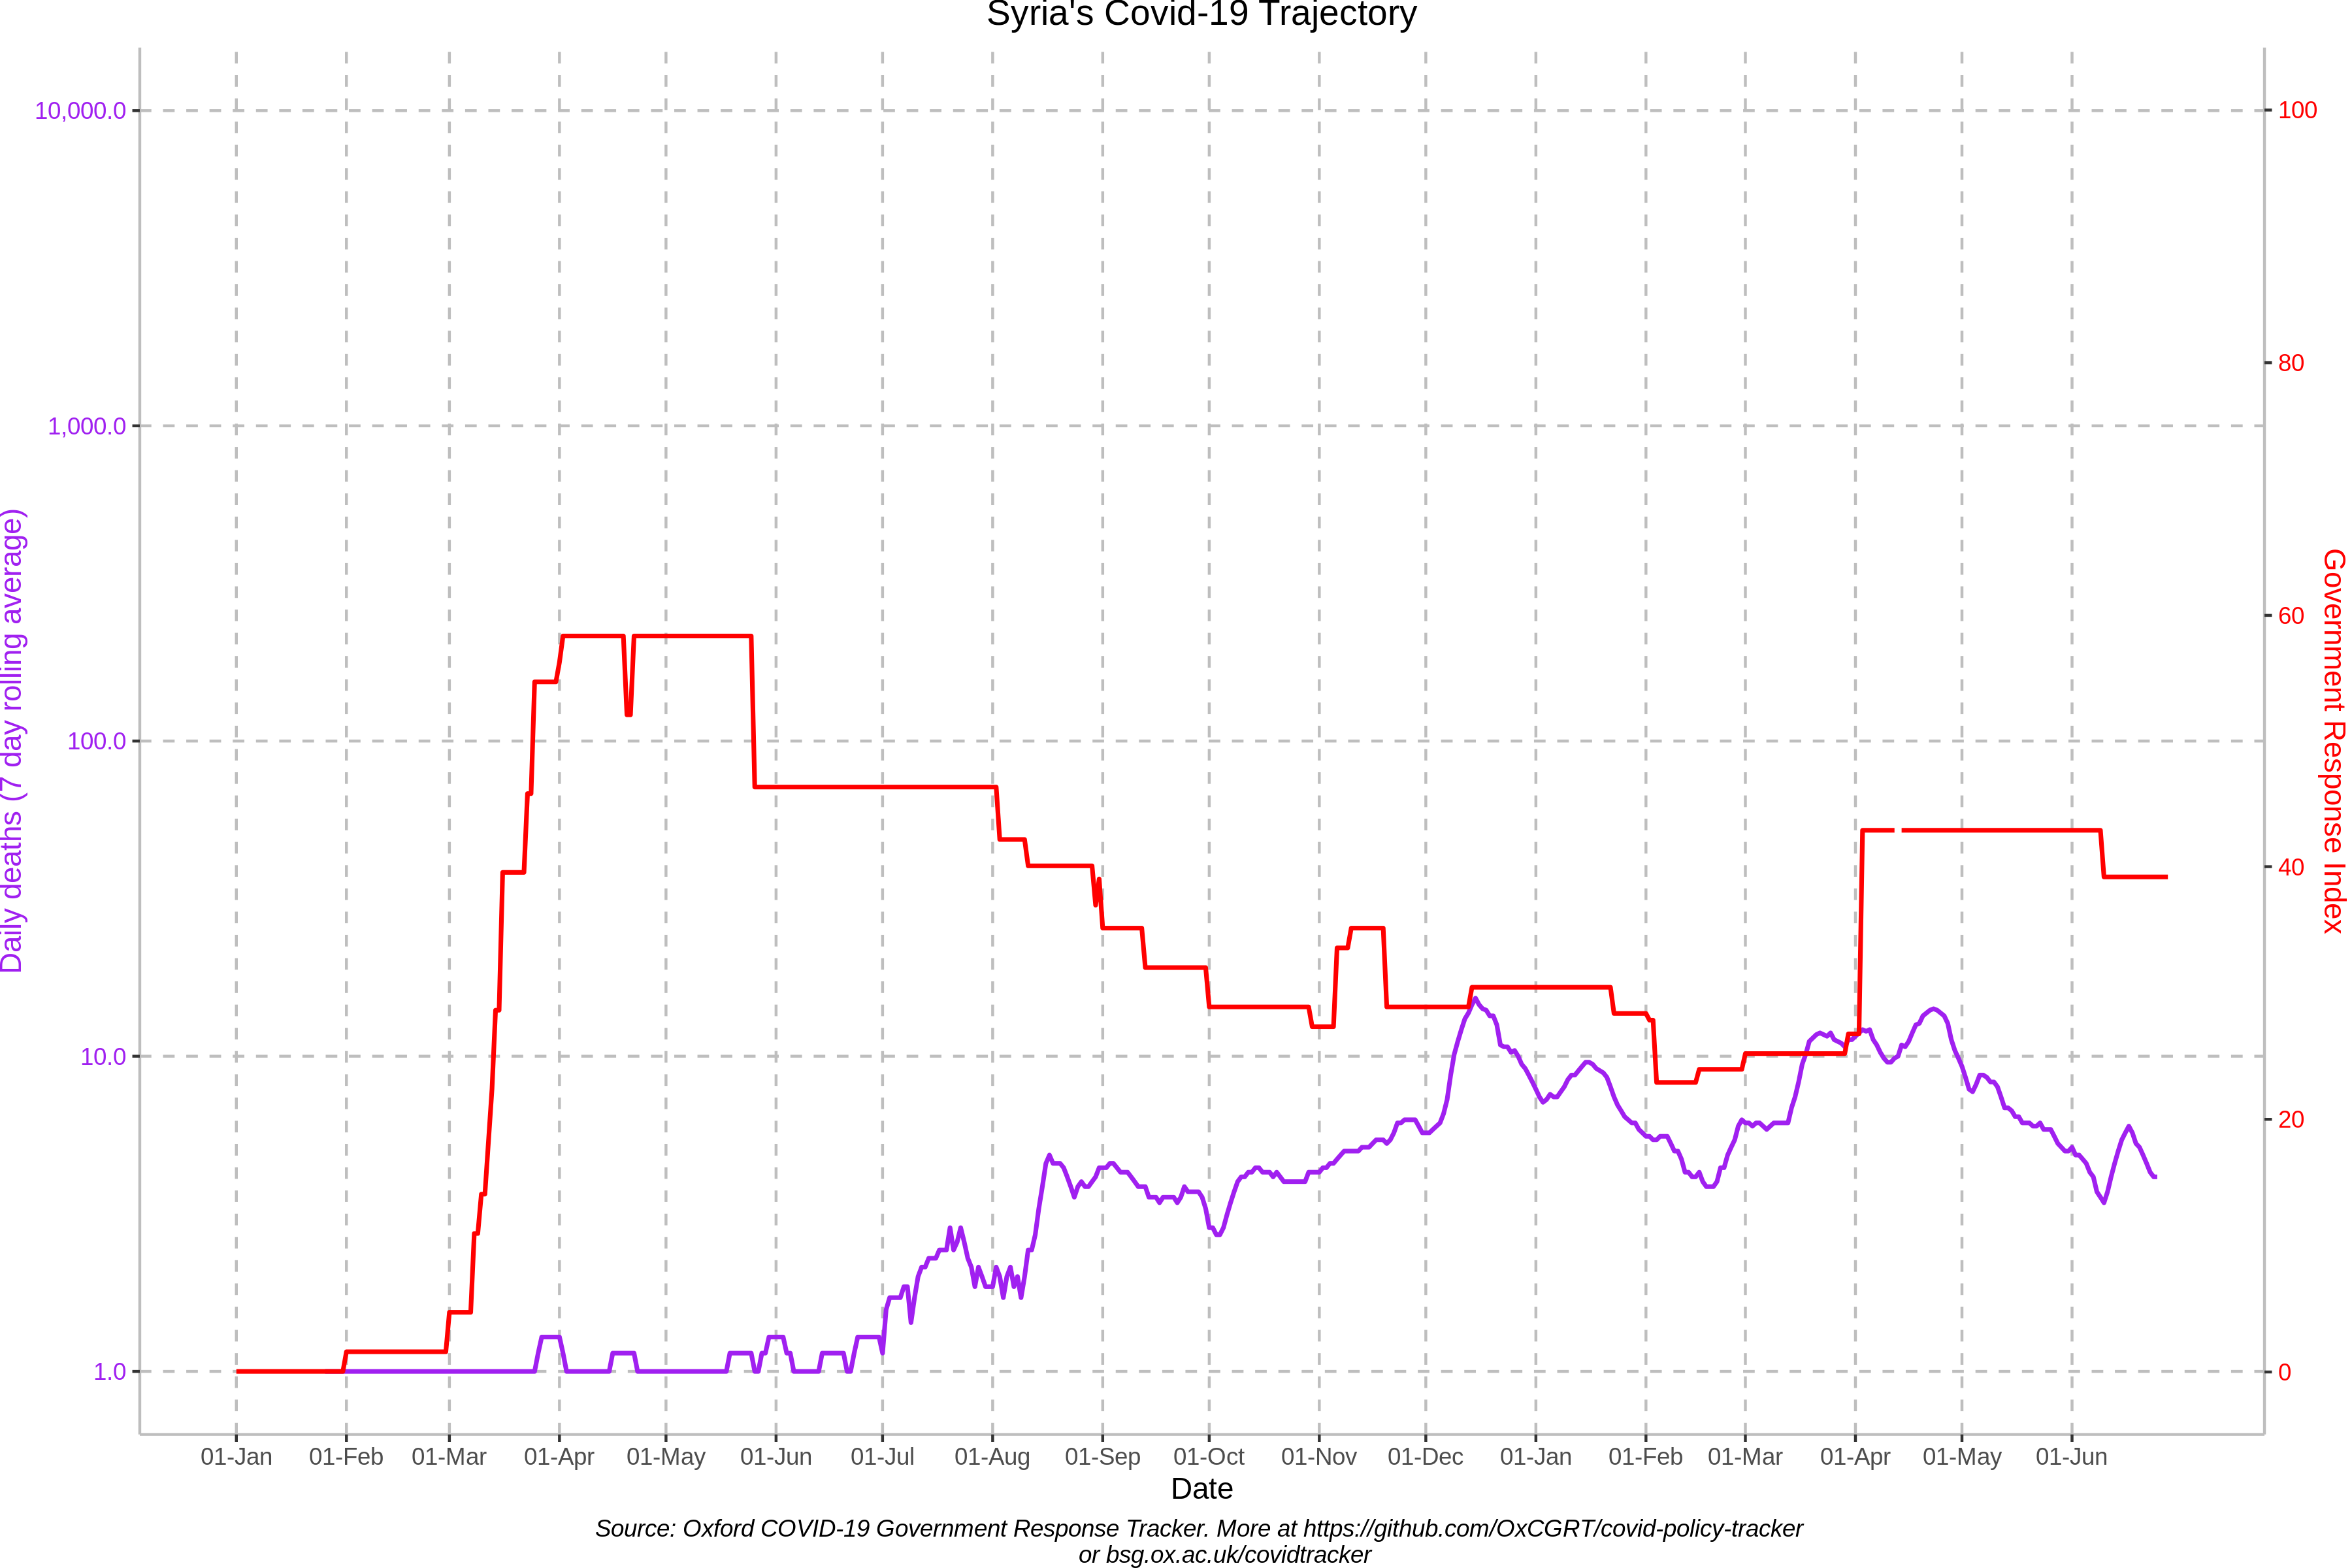 Syria's Covid-19 Trajectory
10,000.0
1,000.0
100.0
10.0
1.0
Daily deaths (7 day rolling average)
100
80
60
40
20
0
Government Response Index
01-Jan 01-Feb 01-Mar 01-Apr 01-May 01-Jun 01-Jul 01-Aug 01-Sep 01-Oct 01-Nov 01-Dec 01-Jan 01-Feb 01-Mar 01-Apr 01-May 01-Jun
Date
Source: Oxford COVID-19 Government Response Tracker. More at https://github.com/OxCGRT/covid-policy-tracker
or bsg.ox.ac.uk/covidtracker